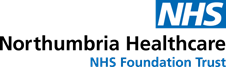 NHS
Northumbria Healthcare
NHS Foundation Trust